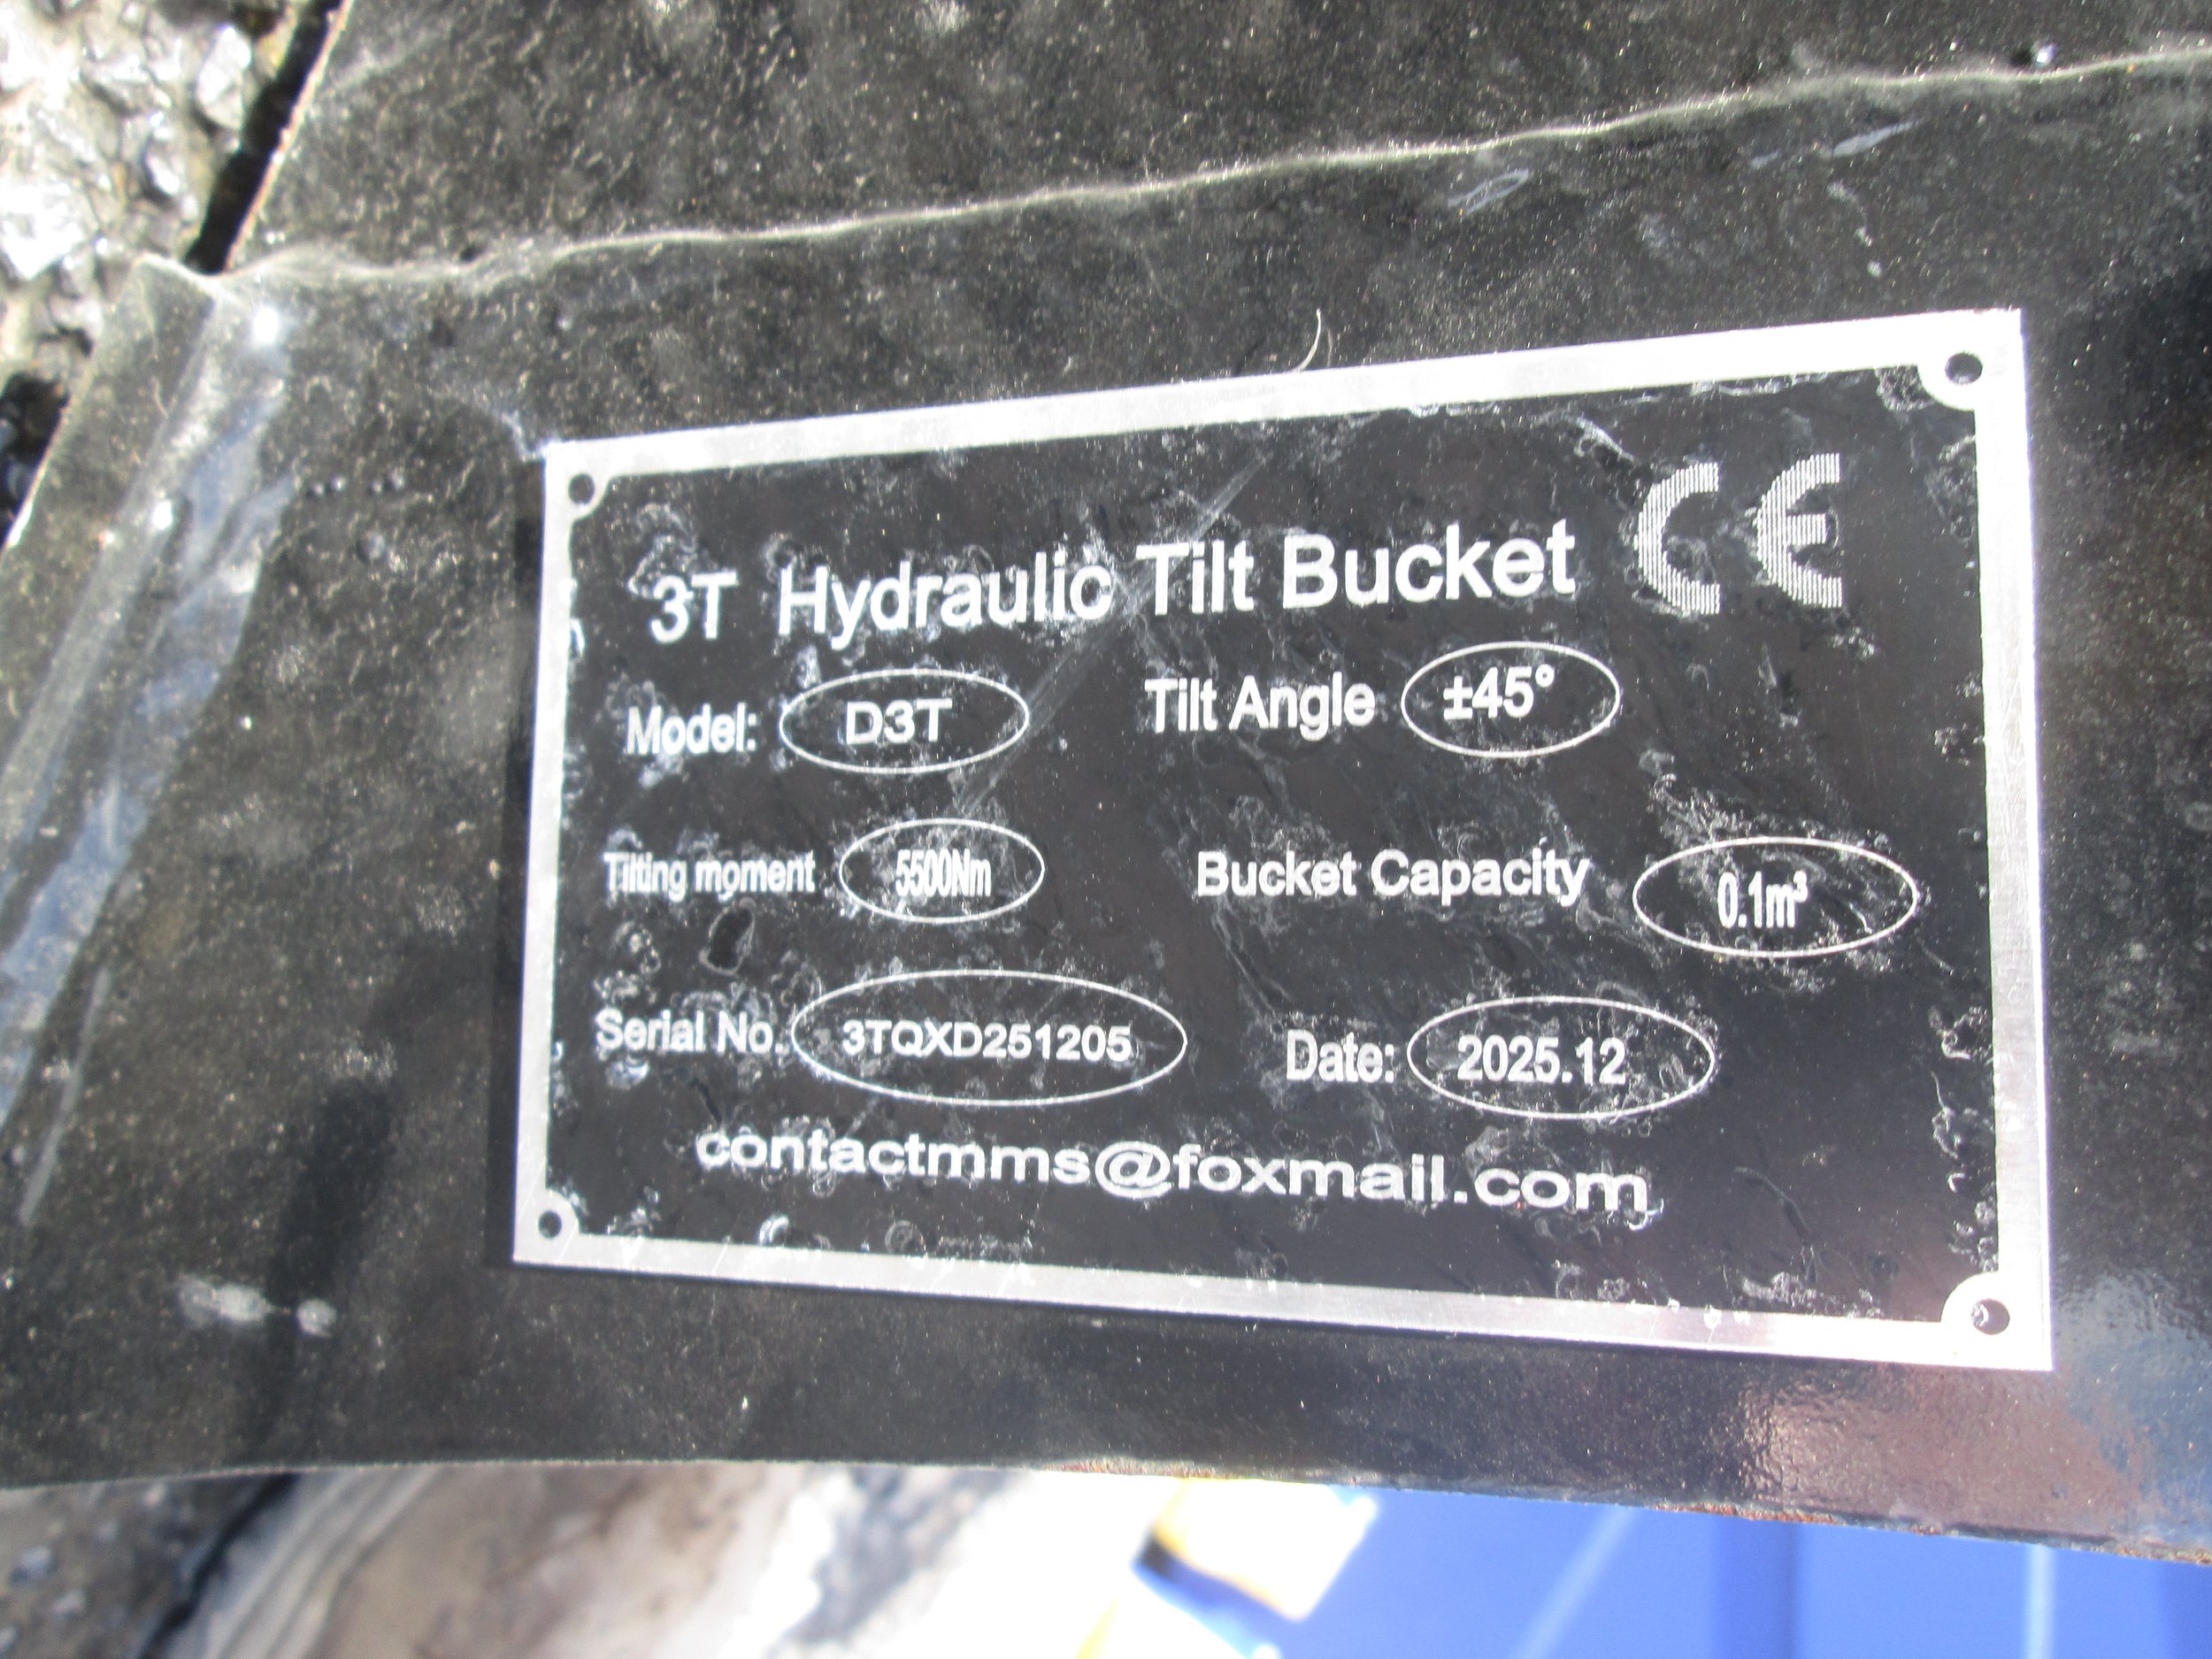 3T Hydraulic Tilt Bucket CE
Model: D3T Tilt Angle ±45°
Tilting moment 5500Nm Bucket Capacity 0.1m³
Serial No. 3TQXD251205 Date: 2025.12
contactmms@foxmail.com